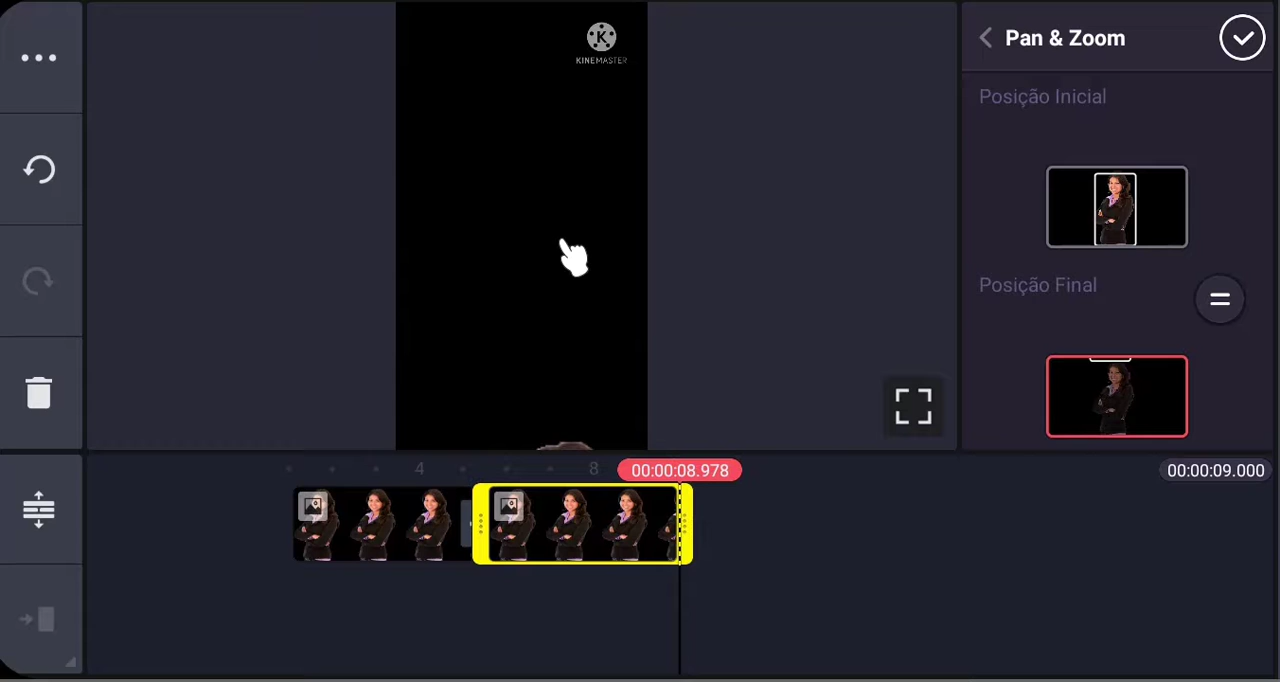 KINEMASTER
Pan & Zoom
Posição Inicial
Posição Final
4
8
00:00:08.978
00:00:09.000